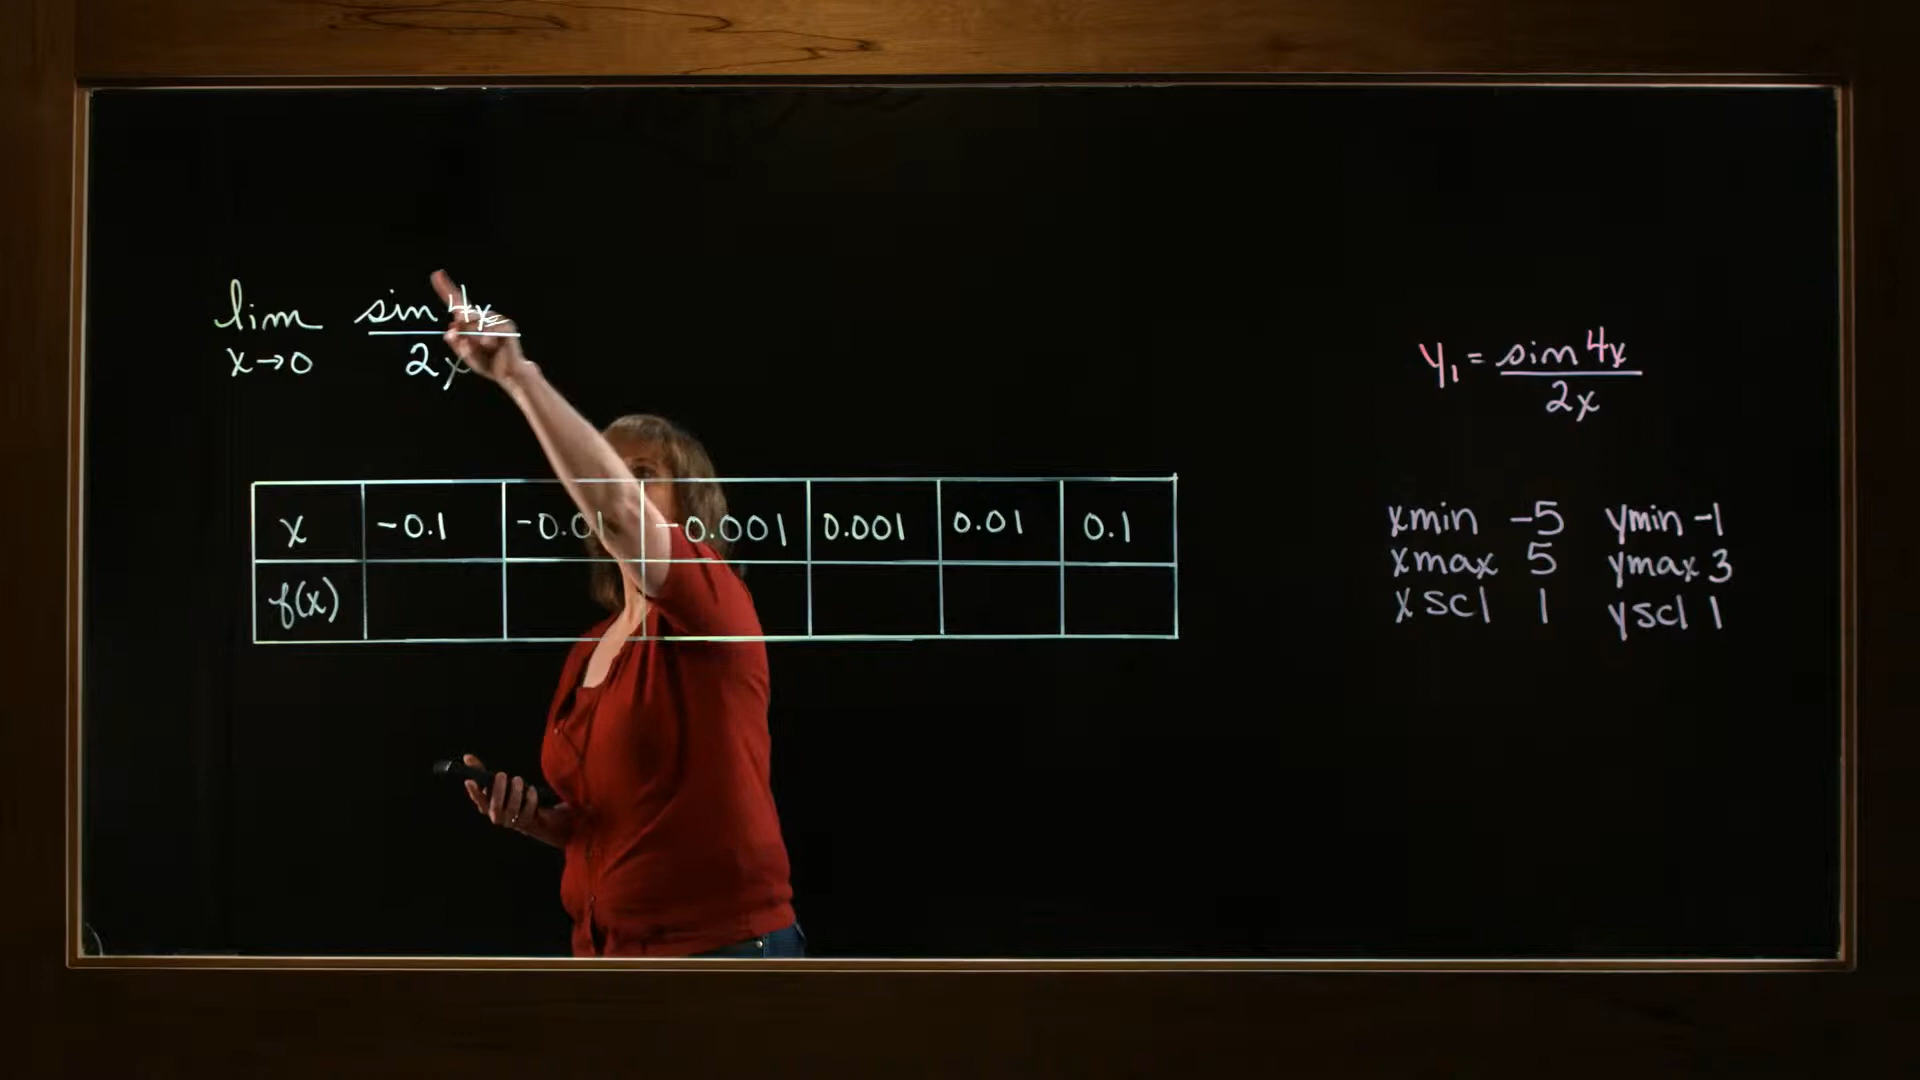 lim x→0 sin 4x / 2x
x -0.1 -0.01 -0.001 0.001 0.01 0.1
f(x)
y₁ = sin 4x / 2x
xmin -5 ymin -1
xmax 5 ymax 3
xscl 1 yscl 1